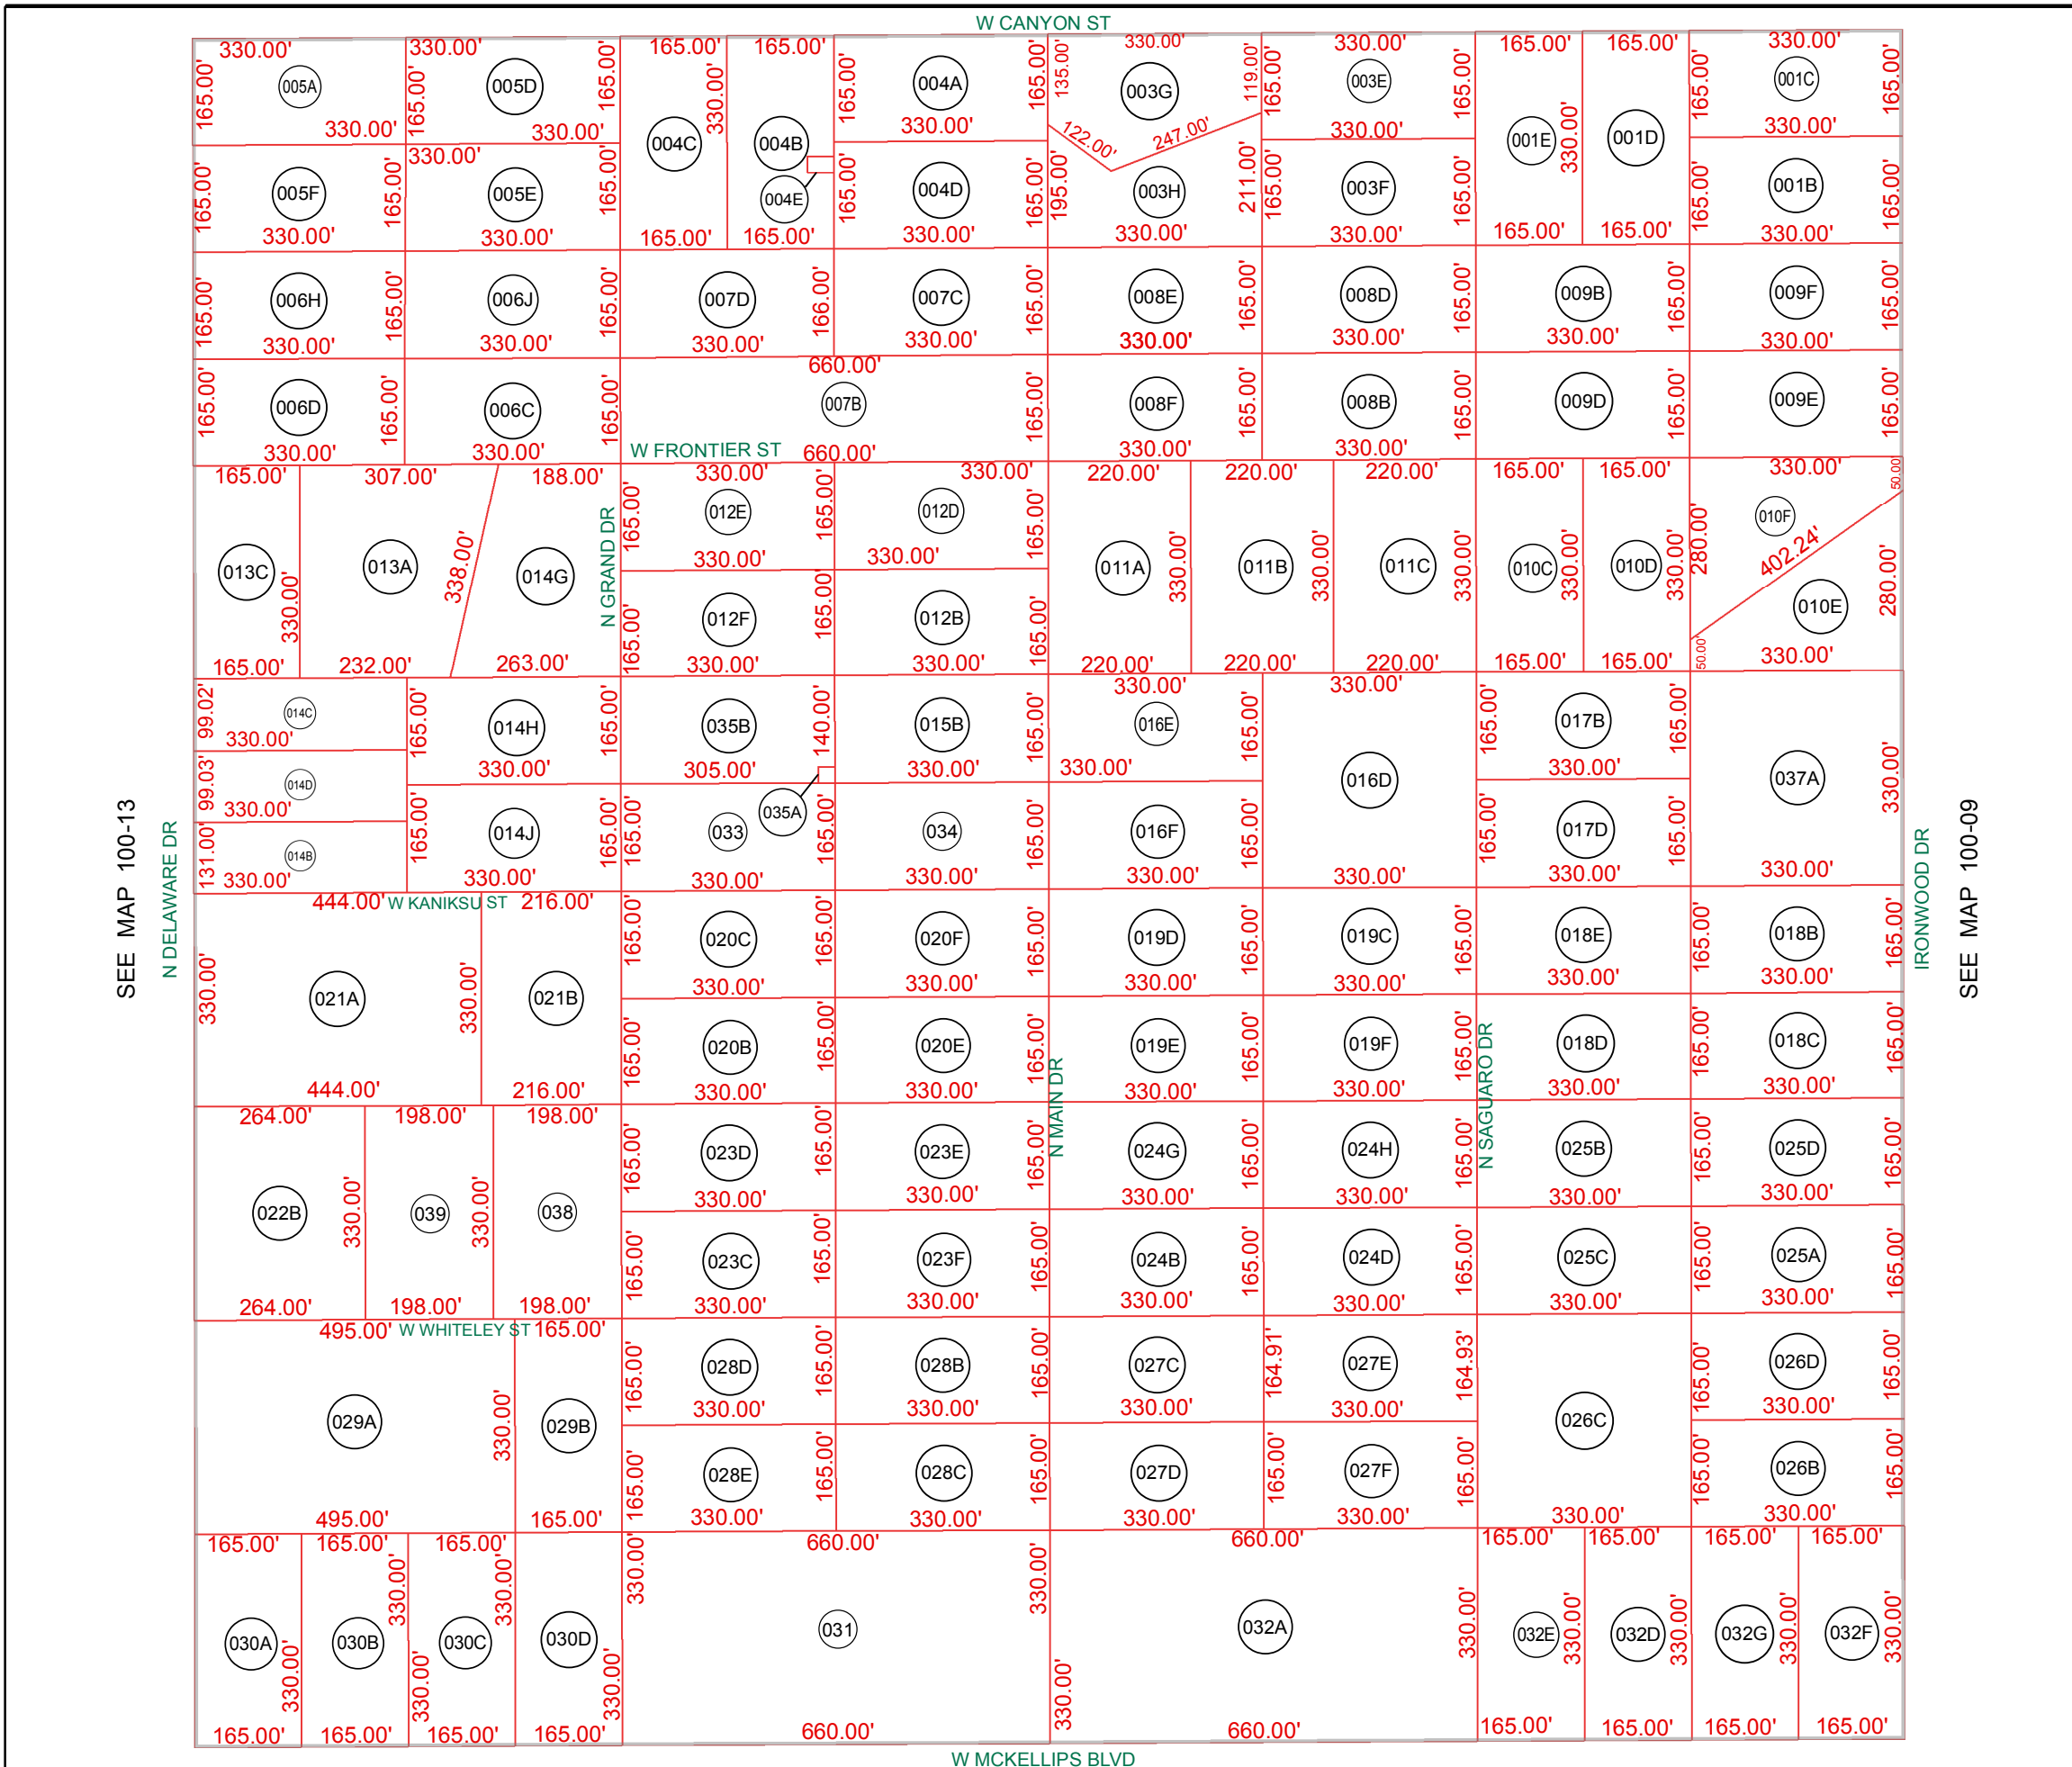 W CANYON ST
330.00' 330.00' 165.00' 165.00' 330.00' 330.00' 165.00' 165.00' 330.00'
165.00' 005A 165.00' 005D 165.00' 330.00' 165.00' 004A 165.00' 135.00' 003G 119.00' 165.00' 003E 165.00' 165.00' 001C 165.00'
330.00' 330.00' 004C 004B 330.00' 122.00' 247.00' 330.00' 001E 330.00' 001D 330.00'
330.00'
165.00' 005F 165.00' 005E 165.00' 004E 165.00' 004D 165.00' 195.00' 003H 211.00' 165.00' 003F 165.00' 165.00' 001B 165.00'
330.00' 330.00' 165.00' 165.00' 330.00' 330.00' 330.00' 165.00' 165.00' 330.00'
165.00' 006H 165.00' 006J 165.00' 007D 166.00' 007C 165.00' 008E 165.00' 008D 165.00' 009B 165.00' 009F 165.00'
330.00' 330.00' 330.00' 330.00' 330.00' 330.00' 330.00' 330.00'
660.00'
165.00' 006D 165.00' 006C 165.00' 007B 165.00' 008F 165.00' 008B 165.00' 009D 165.00' 009E 165.00'
330.00' 330.00' W FRONTIER ST 660.00' 330.00' 330.00'
165.00' 307.00' 188.00' 330.00' 330.00' 220.00' 220.00' 220.00' 165.00' 165.00' 330.00' 50.00'
165.00' 012E 165.00' 012D 165.00' 010F
N GRAND DR 330.00' 330.00' 280.00' 402.24'
013C 330.00' 013A 338.00' 014G 011A 330.00' 011B 330.00' 011C 330.00' 010C 330.00' 010D 330.00' 010E 280.00'
165.00' 012F 165.00' 012B 165.00'
165.00' 232.00' 263.00' 330.00' 330.00' 220.00' 220.00' 220.00' 165.00' 165.00' 50.00' 330.00'
330.00' 330.00'
99.02' 014C 165.00' 014H 165.00' 035B 140.00' 015B 165.00' 016E 165.00' 165.00' 017B 165.00'
330.00' 330.00' 305.00' 330.00' 330.00' 330.00'
99.03' 014D 016D 037A 330.00'
330.00' 035A
131.00' 014B 165.00' 014J 165.00' 165.00' 033 165.00' 034 016F 165.00' 165.00' 017D 165.00'
330.00' 330.00' 330.00' 330.00' 330.00' 330.00' 330.00' 330.00'
444.00' W KANIKSU ST 216.00'
SEE MAP 100-13
N DELAWARE DR
IRONWOOD DR
SEE MAP 100-09
165.00' 020C 165.00' 020F 165.00' 019D 165.00' 019C 165.00' 018E 165.00' 018B 165.00'
330.00' 021A 330.00' 021B 330.00' 330.00' 330.00' 330.00' 330.00' 330.00'
165.00' 020B 165.00' 020E 165.00' 019E 165.00' 019F 165.00' 018D 165.00' 018C 165.00'
444.00' 216.00' 330.00' 330.00' 330.00' 330.00' 330.00' 330.00'
N MAIN DR
N SAGUARO DR
264.00' 198.00' 198.00'
165.00' 023D 165.00' 023E 165.00' 024G 165.00' 024H 165.00' 025B 165.00' 025D 165.00'
022B 330.00' 039 330.00' 038 330.00' 330.00' 330.00' 330.00' 330.00' 330.00'
165.00' 023C 165.00' 023F 165.00' 024B 165.00' 024D 165.00' 025C 165.00' 025A 165.00'
264.00' 198.00' 198.00' 330.00' 330.00' 330.00' 330.00' 330.00' 330.00'
495.00' W WHITELEY ST 165.00'
165.00' 028D 165.00' 028B 165.00' 027C 164.91' 027E 164.93' 165.00' 026D 165.00'
330.00' 330.00' 330.00' 330.00' 330.00'
029A 330.00' 029B 026C
165.00' 028E 165.00' 028C 165.00' 027D 165.00' 027F 165.00' 165.00' 026B 165.00'
495.00' 165.00' 330.00' 330.00' 330.00' 330.00' 330.00' 330.00'
165.00' 165.00' 165.00' 660.00' 660.00' 165.00' 165.00' 165.00' 165.00'
330.00' 330.00' 330.00' 330.00'
030A 330.00' 030B 330.00' 030C 030D 330.00' 031 330.00' 032A 330.00' 032E 330.00' 032D 330.00' 032G 330.00' 032F 330.00'
165.00' 165.00' 165.00' 165.00' 660.00' 660.00' 165.00' 165.00' 165.00' 165.00'
W MCKELLIPS BLVD